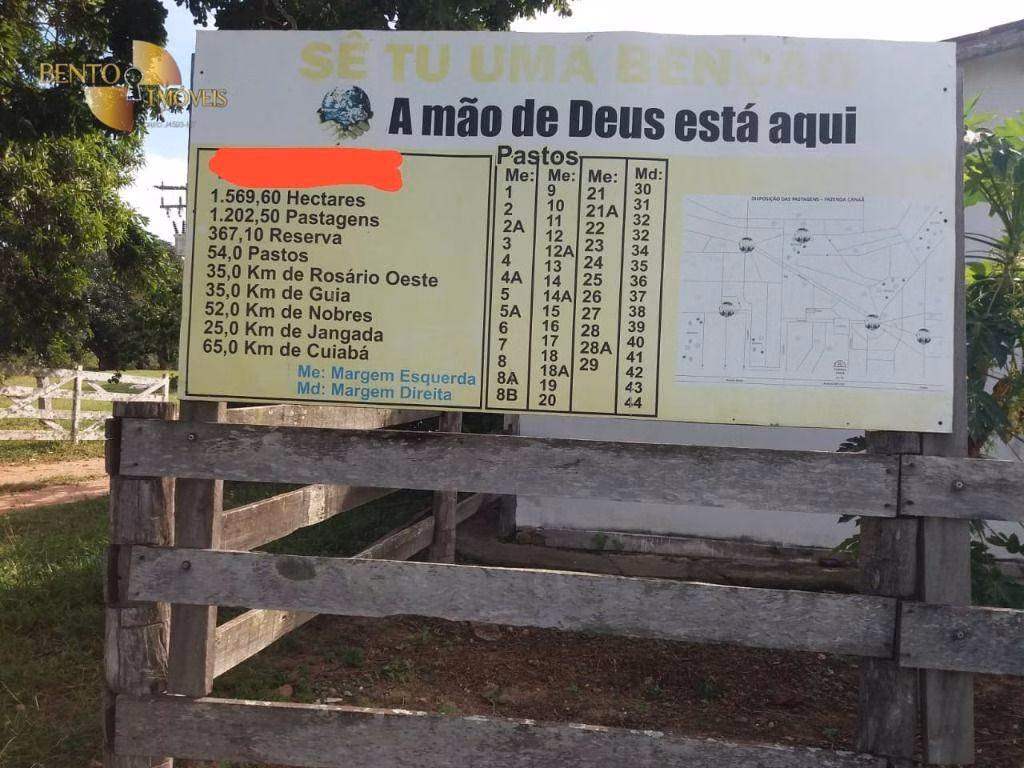 BENTO
IMÓVEIS
SÊ TU UMA BENÇÃO
A mão de Deus está aqui
Pastos
1.569,60 Hectares
1.202,50 Pastagens
367,10 Reserva
54,0 Pastos
35,0 Km de Rosário Oeste
35,0 Km de Guia
52,0 Km de Nobres
25,0 Km de Jangada
65,0 Km de Cuiabá
Me: Margem Esquerda
Md: Margem Direita
Me:
1
2
2A
3
4
4A
5
5A
6
7
8
8A
8B
Me:
9
10
11
12
12A
13
14
14A
15
16
17
18
18A
19
20
Me:
21
21A
22
23
24
25
26
27
28
28A
29
Md:
30
31
32
32
34
35
36
37
38
39
40
41
42
43
44
DISPOSIÇÃO DAS PASTAGENS - FAZENDA CANAÃ